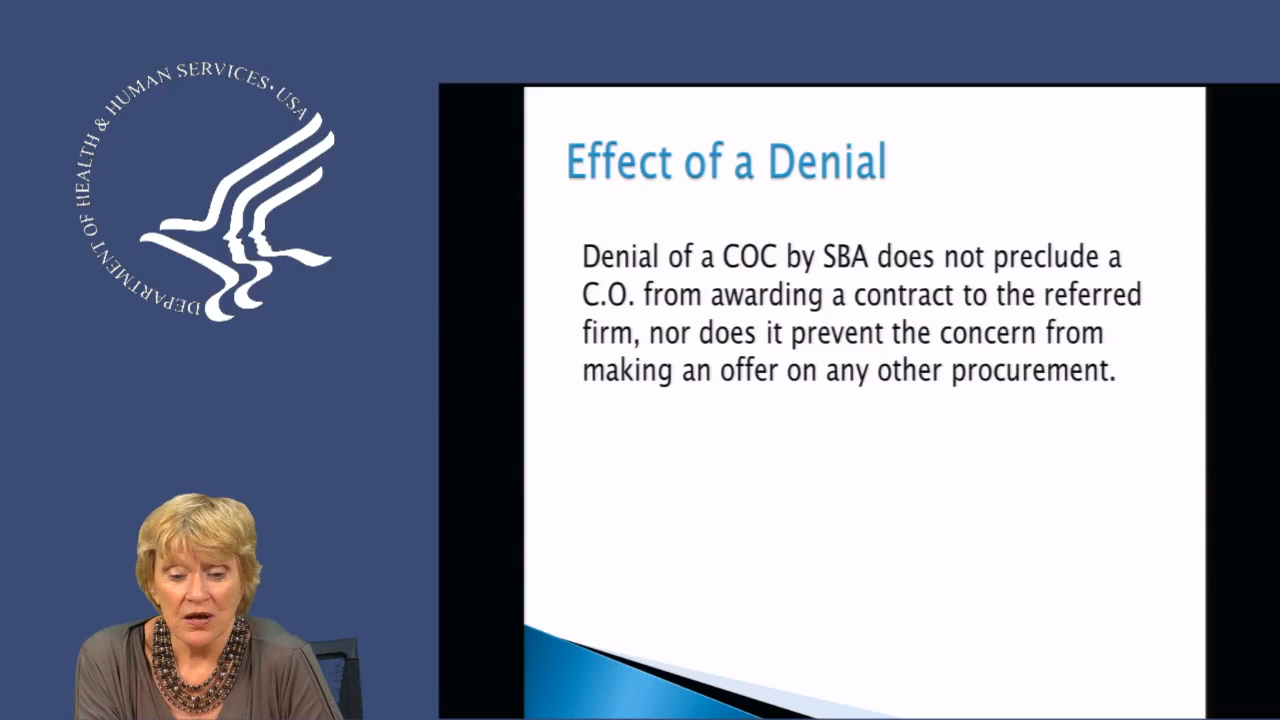 DEPARTMENT OF HEALTH & HUMAN SERVICES • USA
Effect of a Denial
Denial of a COC by SBA does not preclude a
C.O. from awarding a contract to the referred
firm, nor does it prevent the concern from
making an offer on any other procurement.